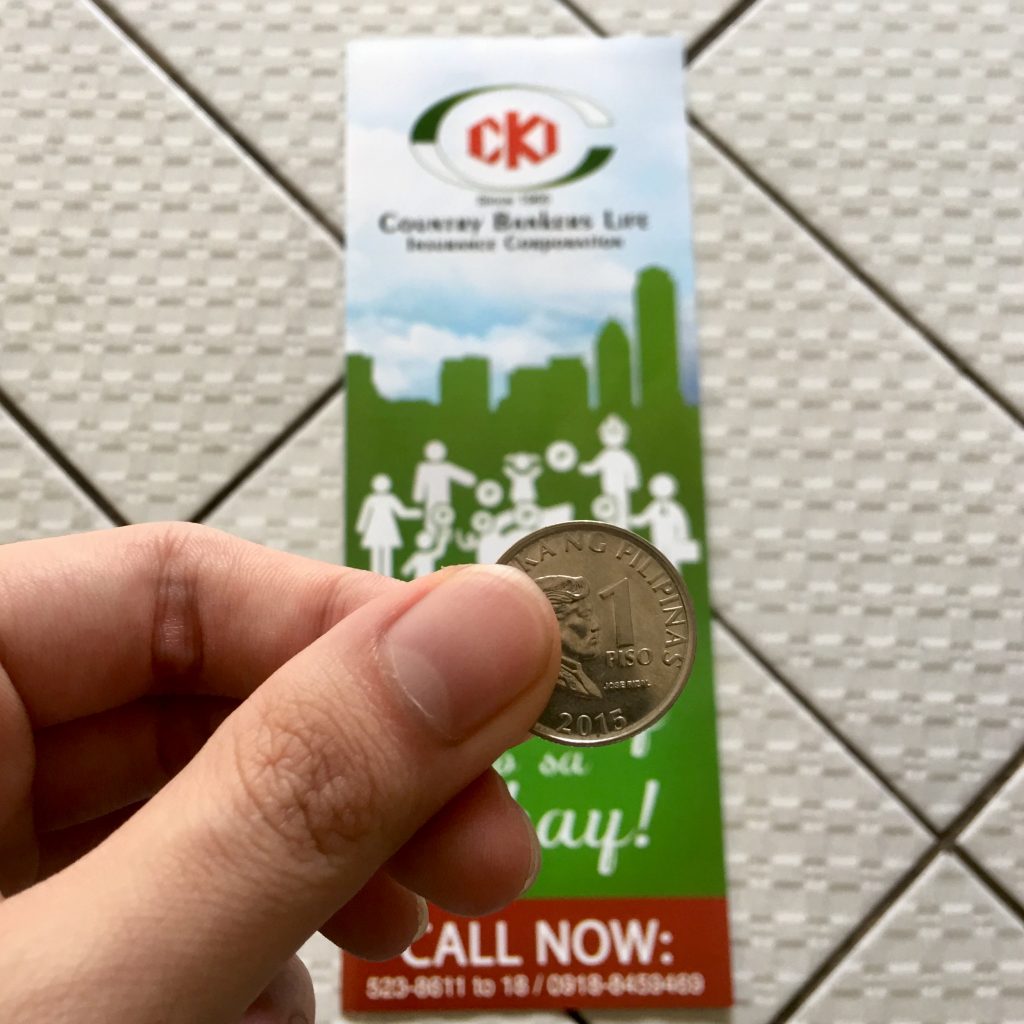 CKI
Since
Country Bankers Life
Insurance Corporation
KA NG PILIPINAS
1
PISO
JOSE RIZAL
2015
sa
ay!
CALL NOW:
523-8611 to 18 / 0918-8459469